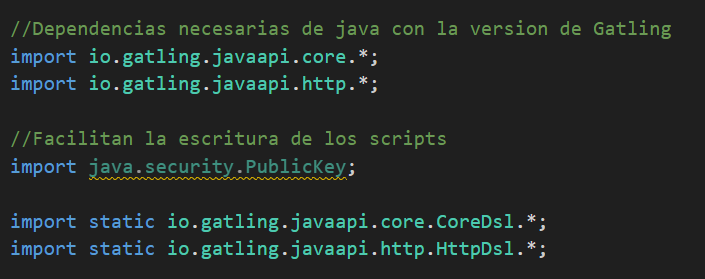 //Dependencias necesarias de java con la version de Gatling
import io.gatling.javaapi.core.*;
import io.gatling.javaapi.http.*;
//Facilitan la escritura de los scripts
import java.security.PublicKey;
import static io.gatling.javaapi.core.CoreDsl.*;
import static io.gatling.javaapi.http.HttpDsl.*;